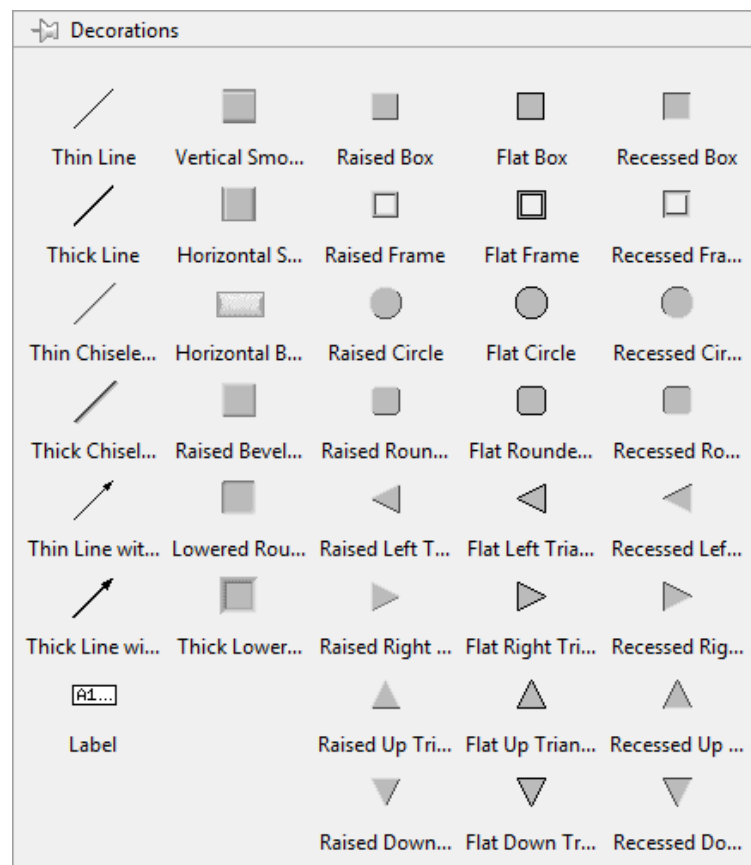 Decorations
Thin Line Vertical Smo... Raised Box Flat Box Recessed Box
Thick Line Horizontal S... Raised Frame Flat Frame Recessed Fra...
Thin Chisele... Horizontal B... Raised Circle Flat Circle Recessed Cir...
Thick Chisel... Raised Bevel... Raised Roun... Flat Rounde... Recessed Ro...
Thin Line wit... Lowered Rou... Raised Left T... Flat Left Tria... Recessed Lef...
Thick Line wi... Thick Lower... Raised Right ... Flat Right Tri... Recessed Rig...
A1...
Label Raised Up Tri... Flat Up Trian... Recessed Up ...
Raised Down... Flat Down Tr... Recessed Do...